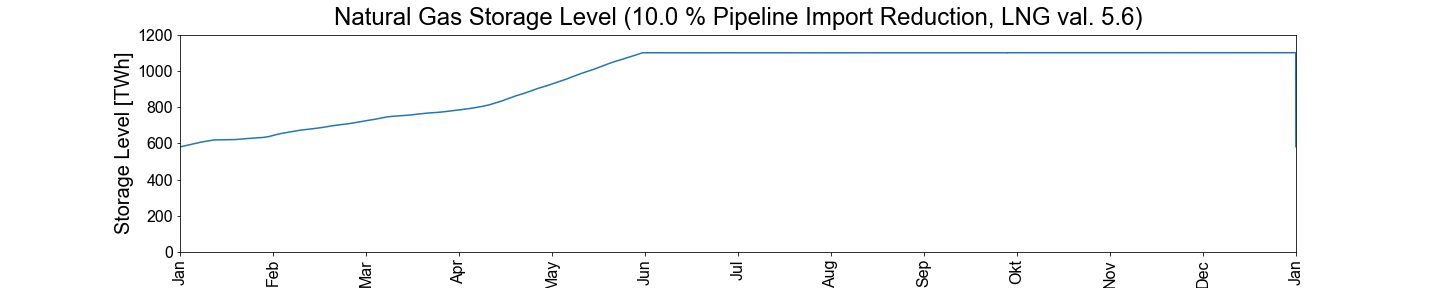 Natural Gas Storage Level (10.0 % Pipeline Import Reduction, LNG val. 5.6)
Storage Level [TWh]
1200
1000
800
600
400
200
0
Jan
Feb
Mar
Apr
May
Jun
Jul
Aug
Sep
Okt
Nov
Dec
Jan